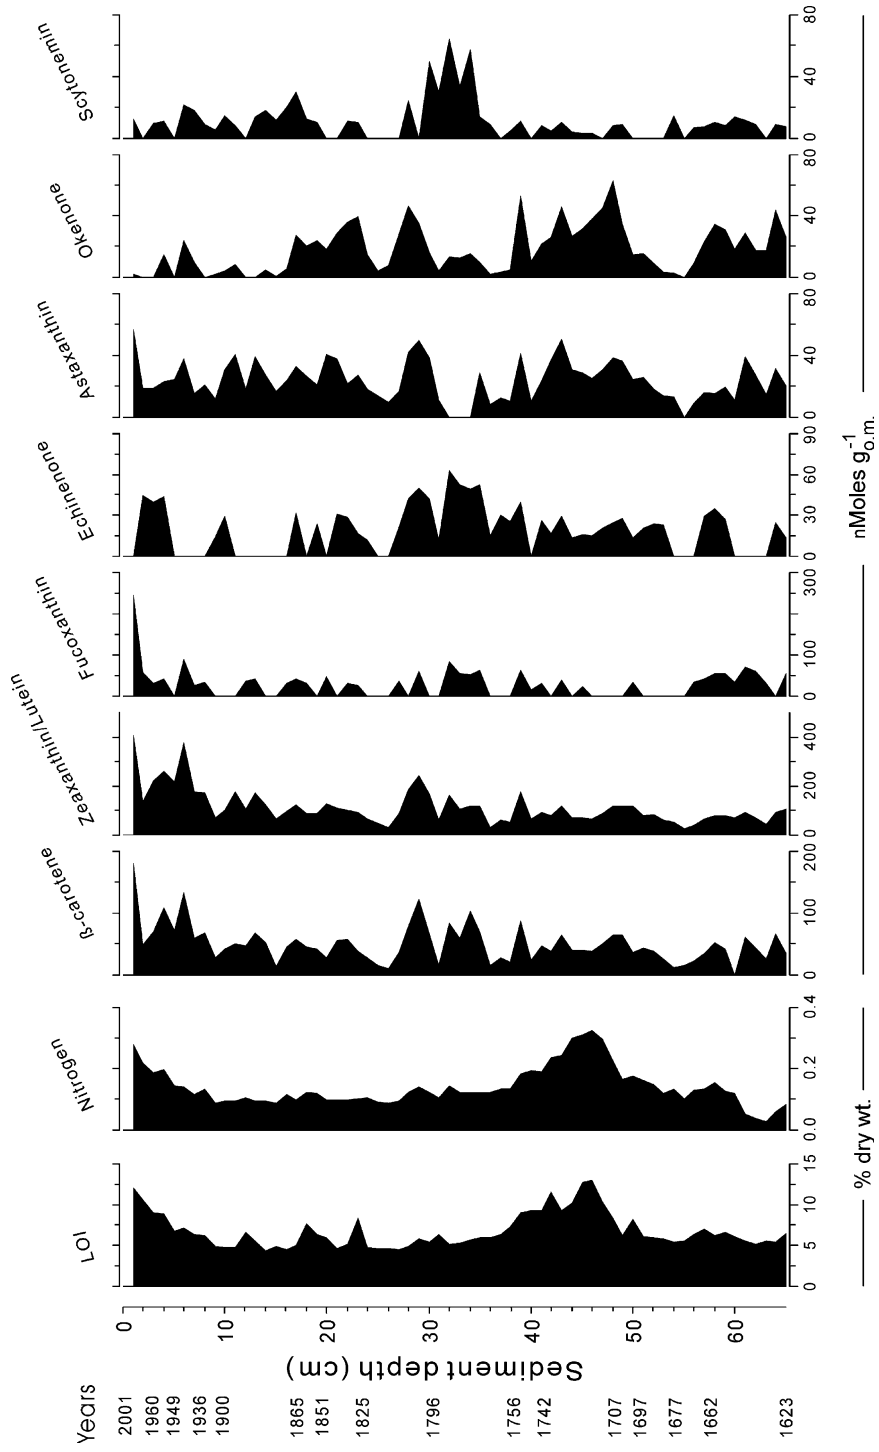 LOI
Nitrogen
ß-carotene
Zeaxanthin/Lutein
Fucoxanthin
Echinenone
Astaxanthin
Okenone
Scytonemin
Years
2001
1960
1949
1936
1900
1865
1851
1825
1796
1756
1742
1707
1697
1677
1662
1623
Sediment depth (cm)
0
10
20
30
40
50
60
0 5 10 15
0.0 0.2 0.4
0 100 200
0 200 400
0 100 300
0 30 60 90
0 40 80
0 40 80
0 40 80
% dry wt.
nMoles g-1 o.m.